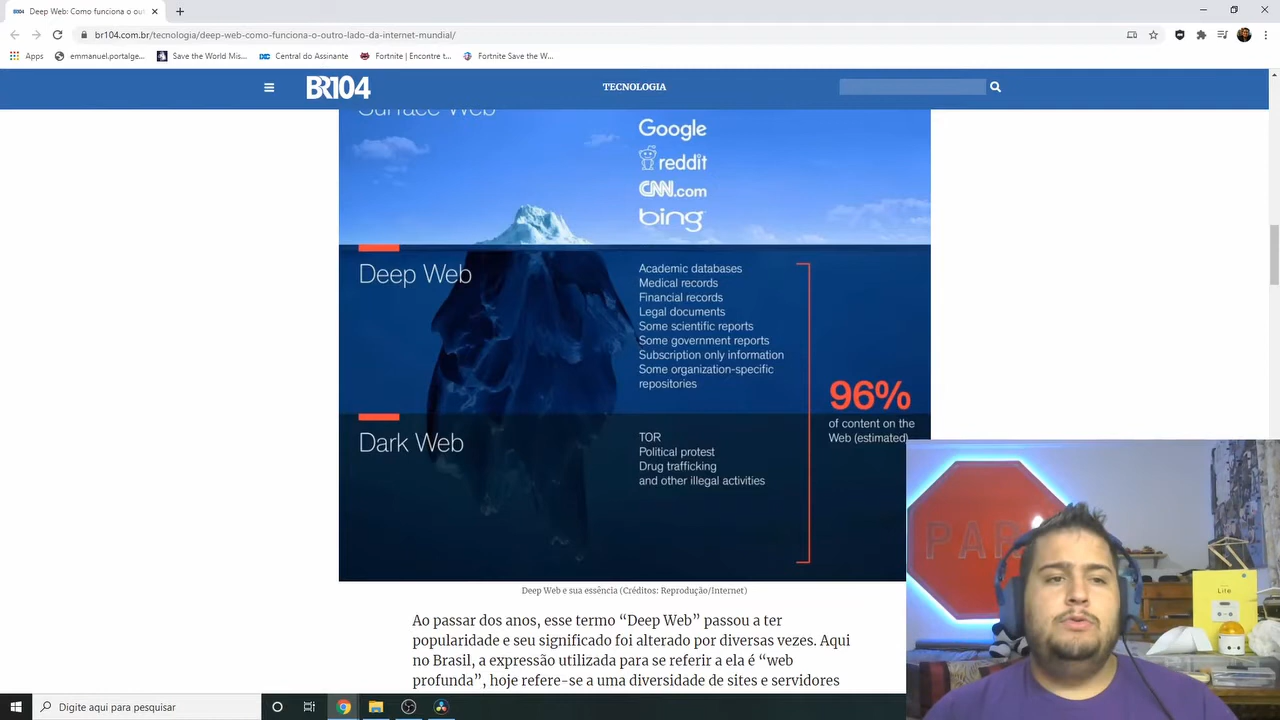 Deep Web: Como funciona o out
br104.com.br/tecnologia/deep-web-como-funciona-o-outro-lado-da-internet-mundial/
Apps
emmanuel.portalge...
Save the World Mis...
Central do Assinante
Fortnite | Encontre t...
Fortnite Save the W...
BR104
TECNOLOGIA
Surface Web
Google
reddit
CNN.com
bing
Deep Web
Academic databases
Medical records
Financial records
Legal documents
Some scientific reports
Some government reports
Subscription only information
Some organization-specific
repositories
96%
of content on the
Web (estimated)
Dark Web
TOR
Political protest
Drug trafficking
and other illegal activities
Deep Web e sua essência (Créditos: Reprodução/Internet)
Ao passar dos anos, esse termo “Deep Web” passou a ter
popularidade e seu significado foi alterado por diversas vezes. Aqui
no Brasil, a expressão utilizada para se referir a ela é “web
profunda”, hoje refere-se a uma diversidade de sites e servidores
PAR
Lite
Digite aqui para pesquisar